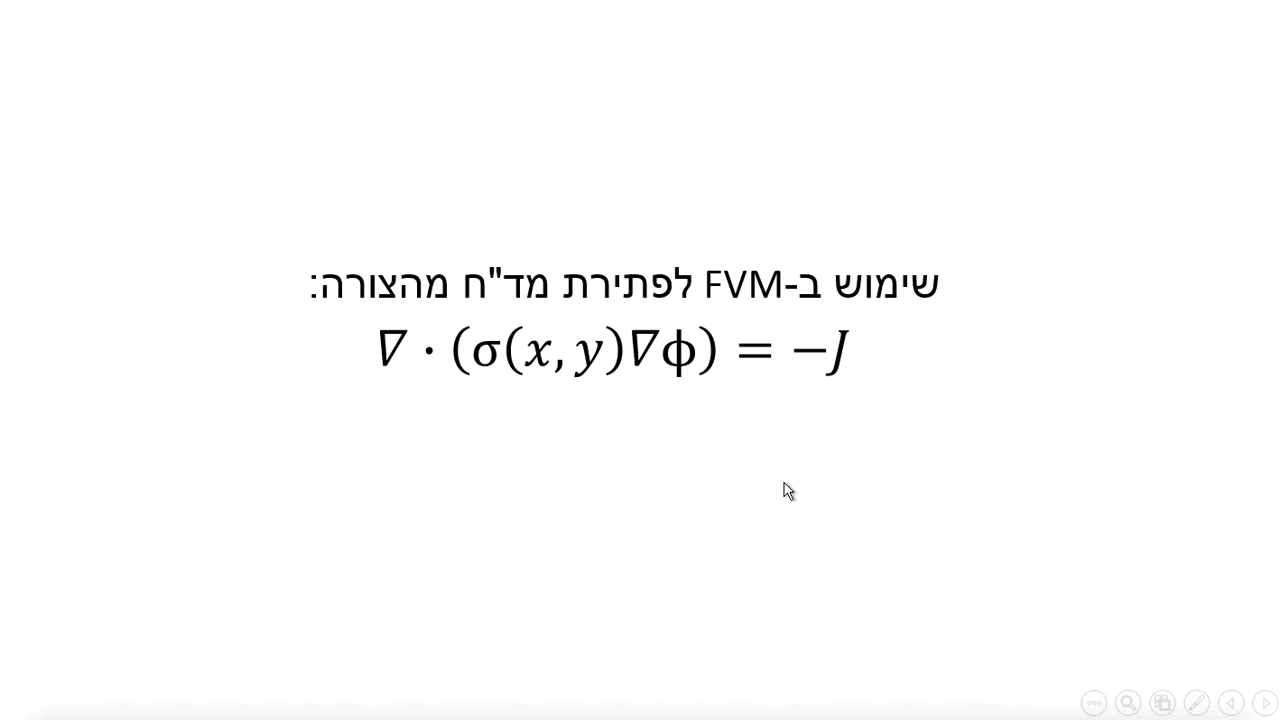 שימוש ב-FVM לפתירת מד"ח מהצורה:
∇ · (σ(x, y)∇ϕ) = −J